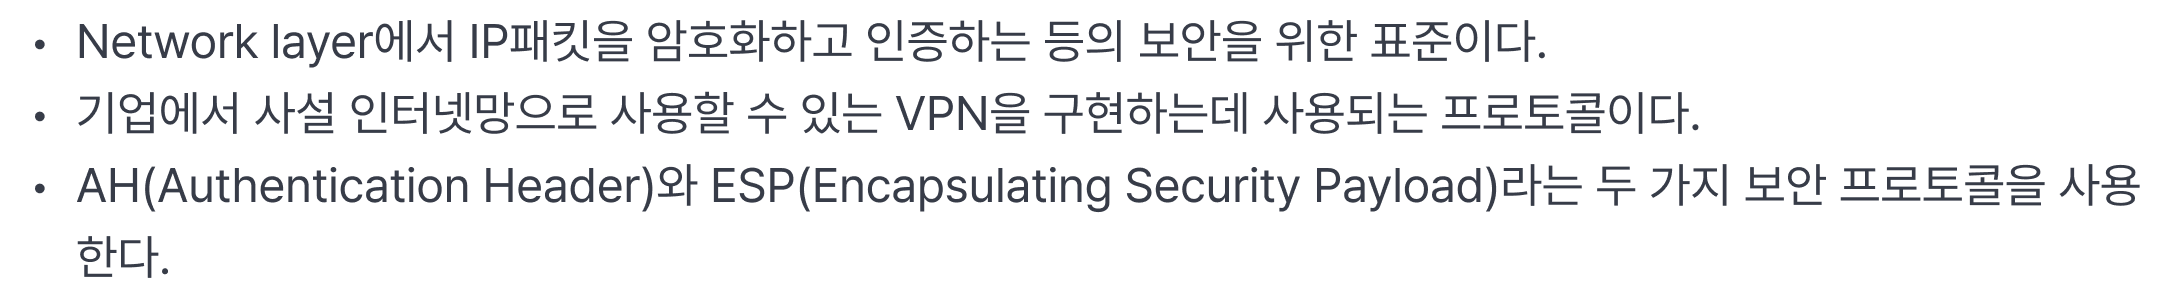 • Network layer에서 IP패킷을 암호화하고 인증하는 등의 보안을 위한 표준이다.
• 기업에서 사설 인터넷망으로 사용할 수 있는 VPN을 구현하는데 사용되는 프로토콜이다.
• AH(Authentication Header)와 ESP(Encapsulating Security Payload)라는 두 가지 보안 프로토콜을 사용
한다.